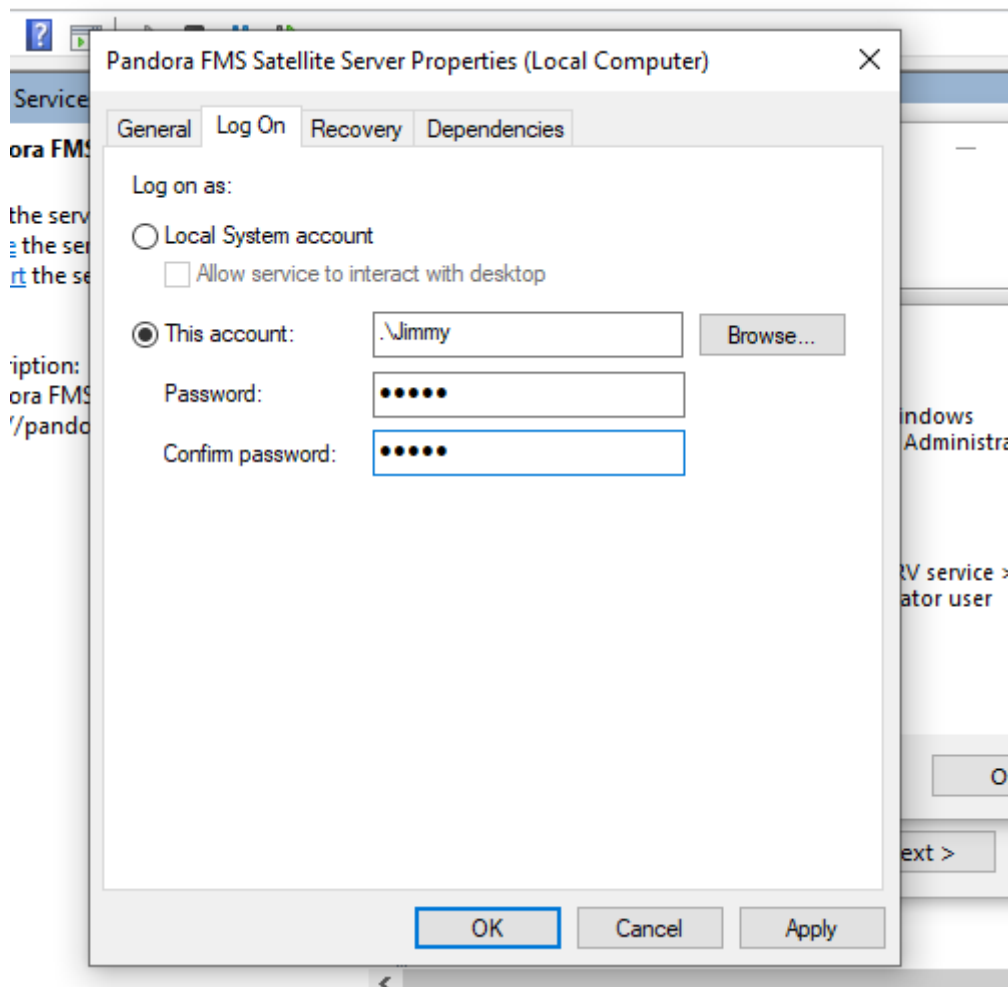 Pandora FMS Satellite Server Properties (Local Computer)
Service
General Log On Recovery Dependencies
ora FMS
Log on as:
the serv
Local System account
e the ser
Allow service to interact with desktop
rt the se
This account: .\Jimmy Browse...
ription:
Password: •••••
ora FMS
//pando
indows
Administra
Confirm password: •••••
RV service >
ator user
O
ext >
OK Cancel Apply